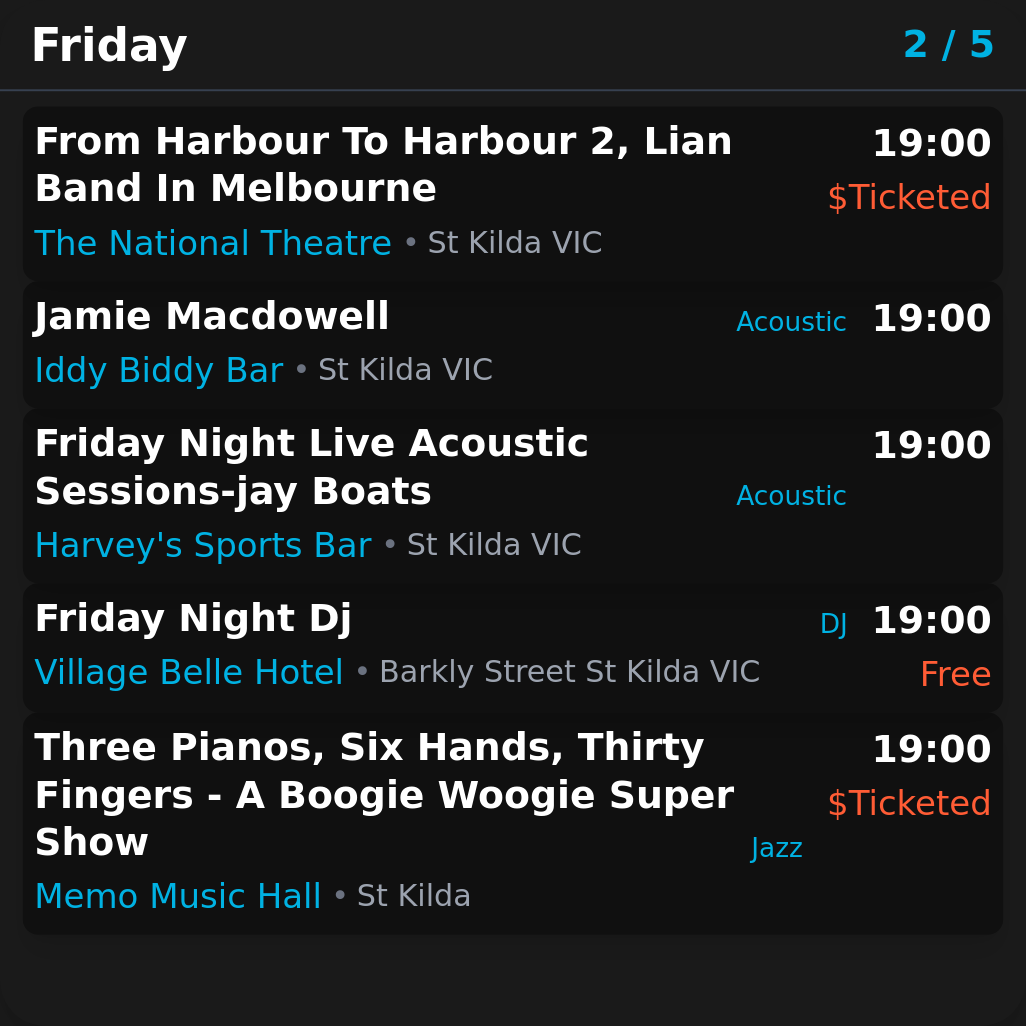 Friday 2 / 5
From Harbour To Harbour 2, Lian 19:00
Band In Melbourne $Ticketed
The National Theatre • St Kilda VIC
Jamie Macdowell Acoustic 19:00
Iddy Biddy Bar • St Kilda VIC
Friday Night Live Acoustic 19:00
Sessions-jay Boats Acoustic
Harvey's Sports Bar • St Kilda VIC
Friday Night Dj DJ 19:00
Village Belle Hotel • Barkly Street St Kilda VIC Free
Three Pianos, Six Hands, Thirty 19:00
Fingers - A Boogie Woogie Super $Ticketed
Show Jazz
Memo Music Hall • St Kilda